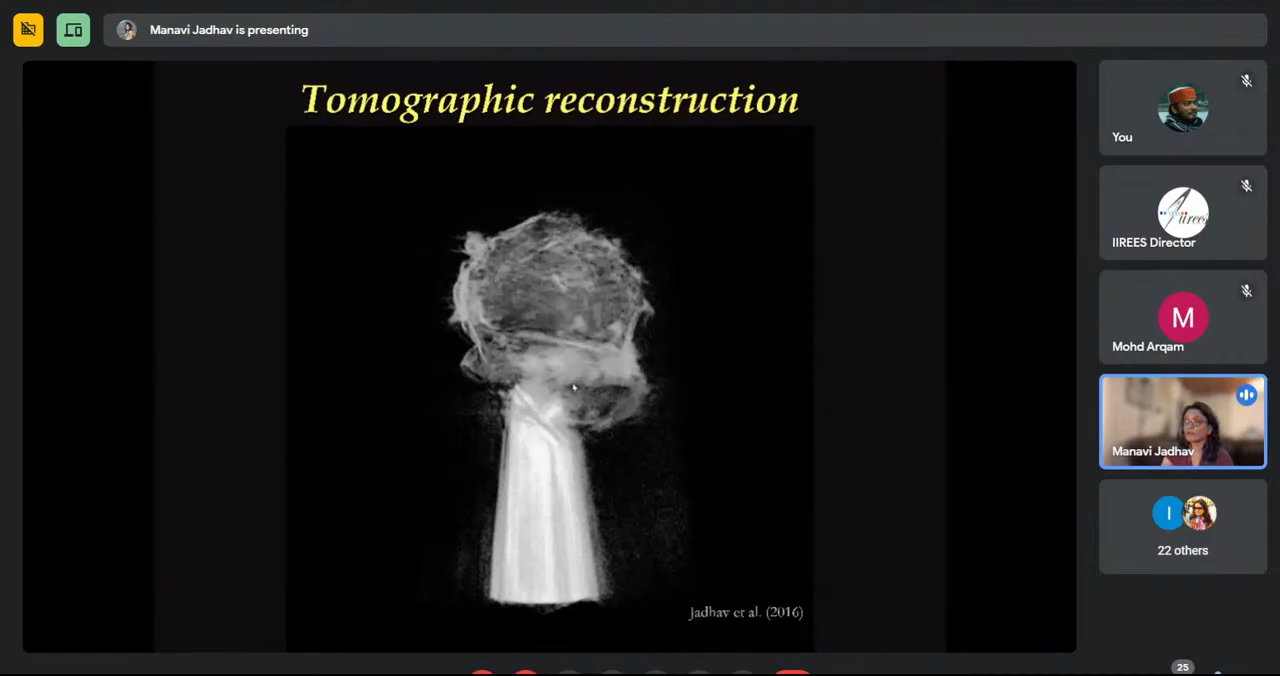 Manavi Jadhav is presenting
Tomographic reconstruction
Jadhav et al. (2016)
You
iirees
IIREES Director
M
Mohd Arqam
Manavi Jadhav
I
22 others
25